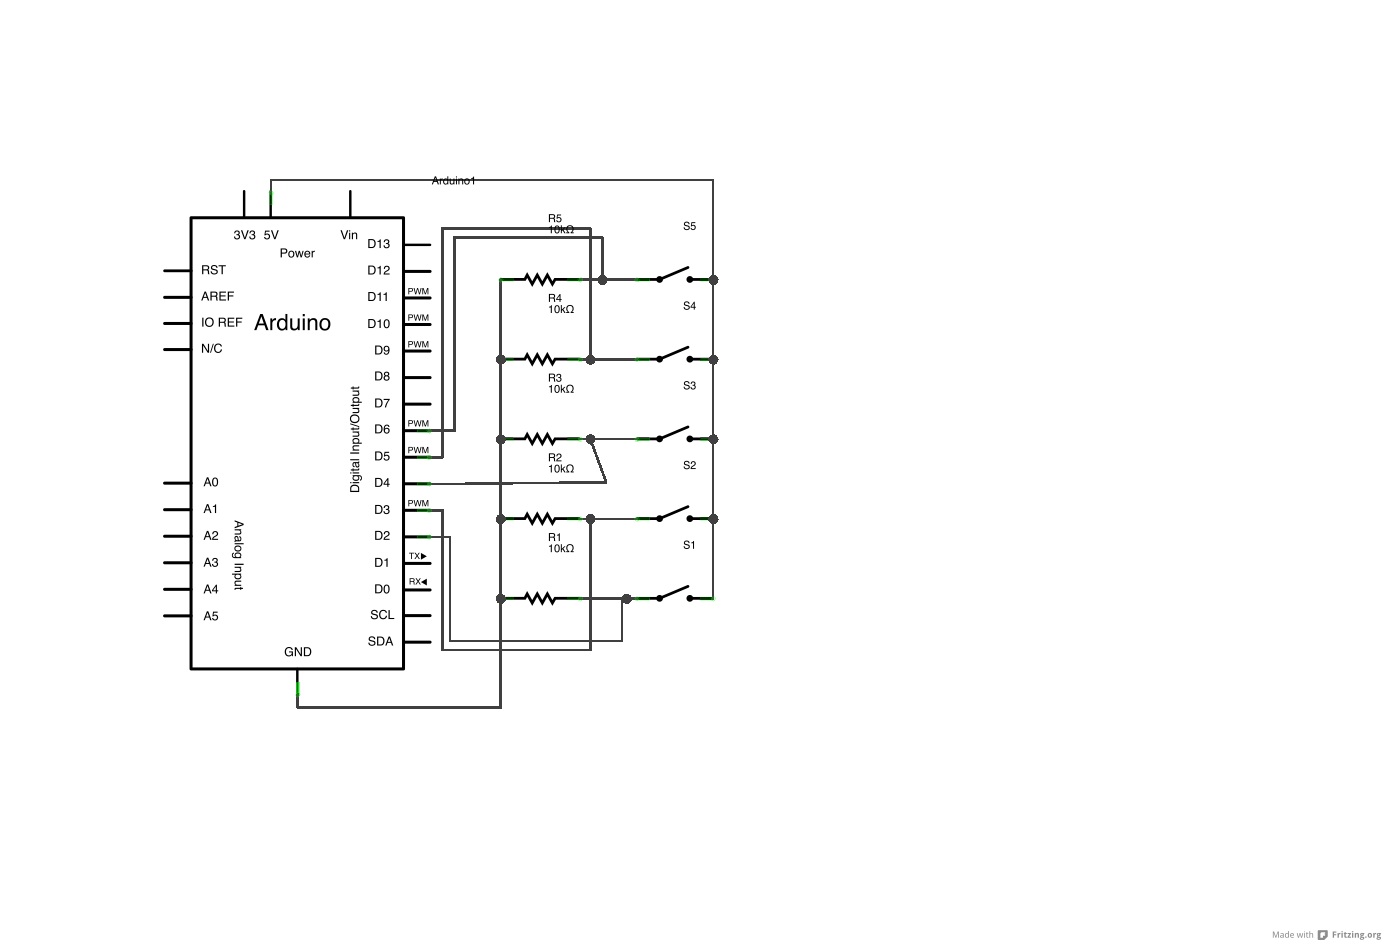 Arduino1
3V3 5V Vin
Power
RST
AREF
IO REF
N/C
Arduino
A0
A1
A2
A3
A4
A5
Analog Input
Digital Input/Output
GND
D13
D12
D11 PWM
D10 PWM
D9 PWM
D8
D7
D6 PWM
D5 PWM
D4
D3 PWM
D2
D1 TX▶
D0 RX◀
SCL
SDA
R5
10kΩ
S5
R4
10kΩ
S4
R3
10kΩ
S3
R2
10kΩ
S2
R1
10kΩ
S1
Made with Fritzing.org